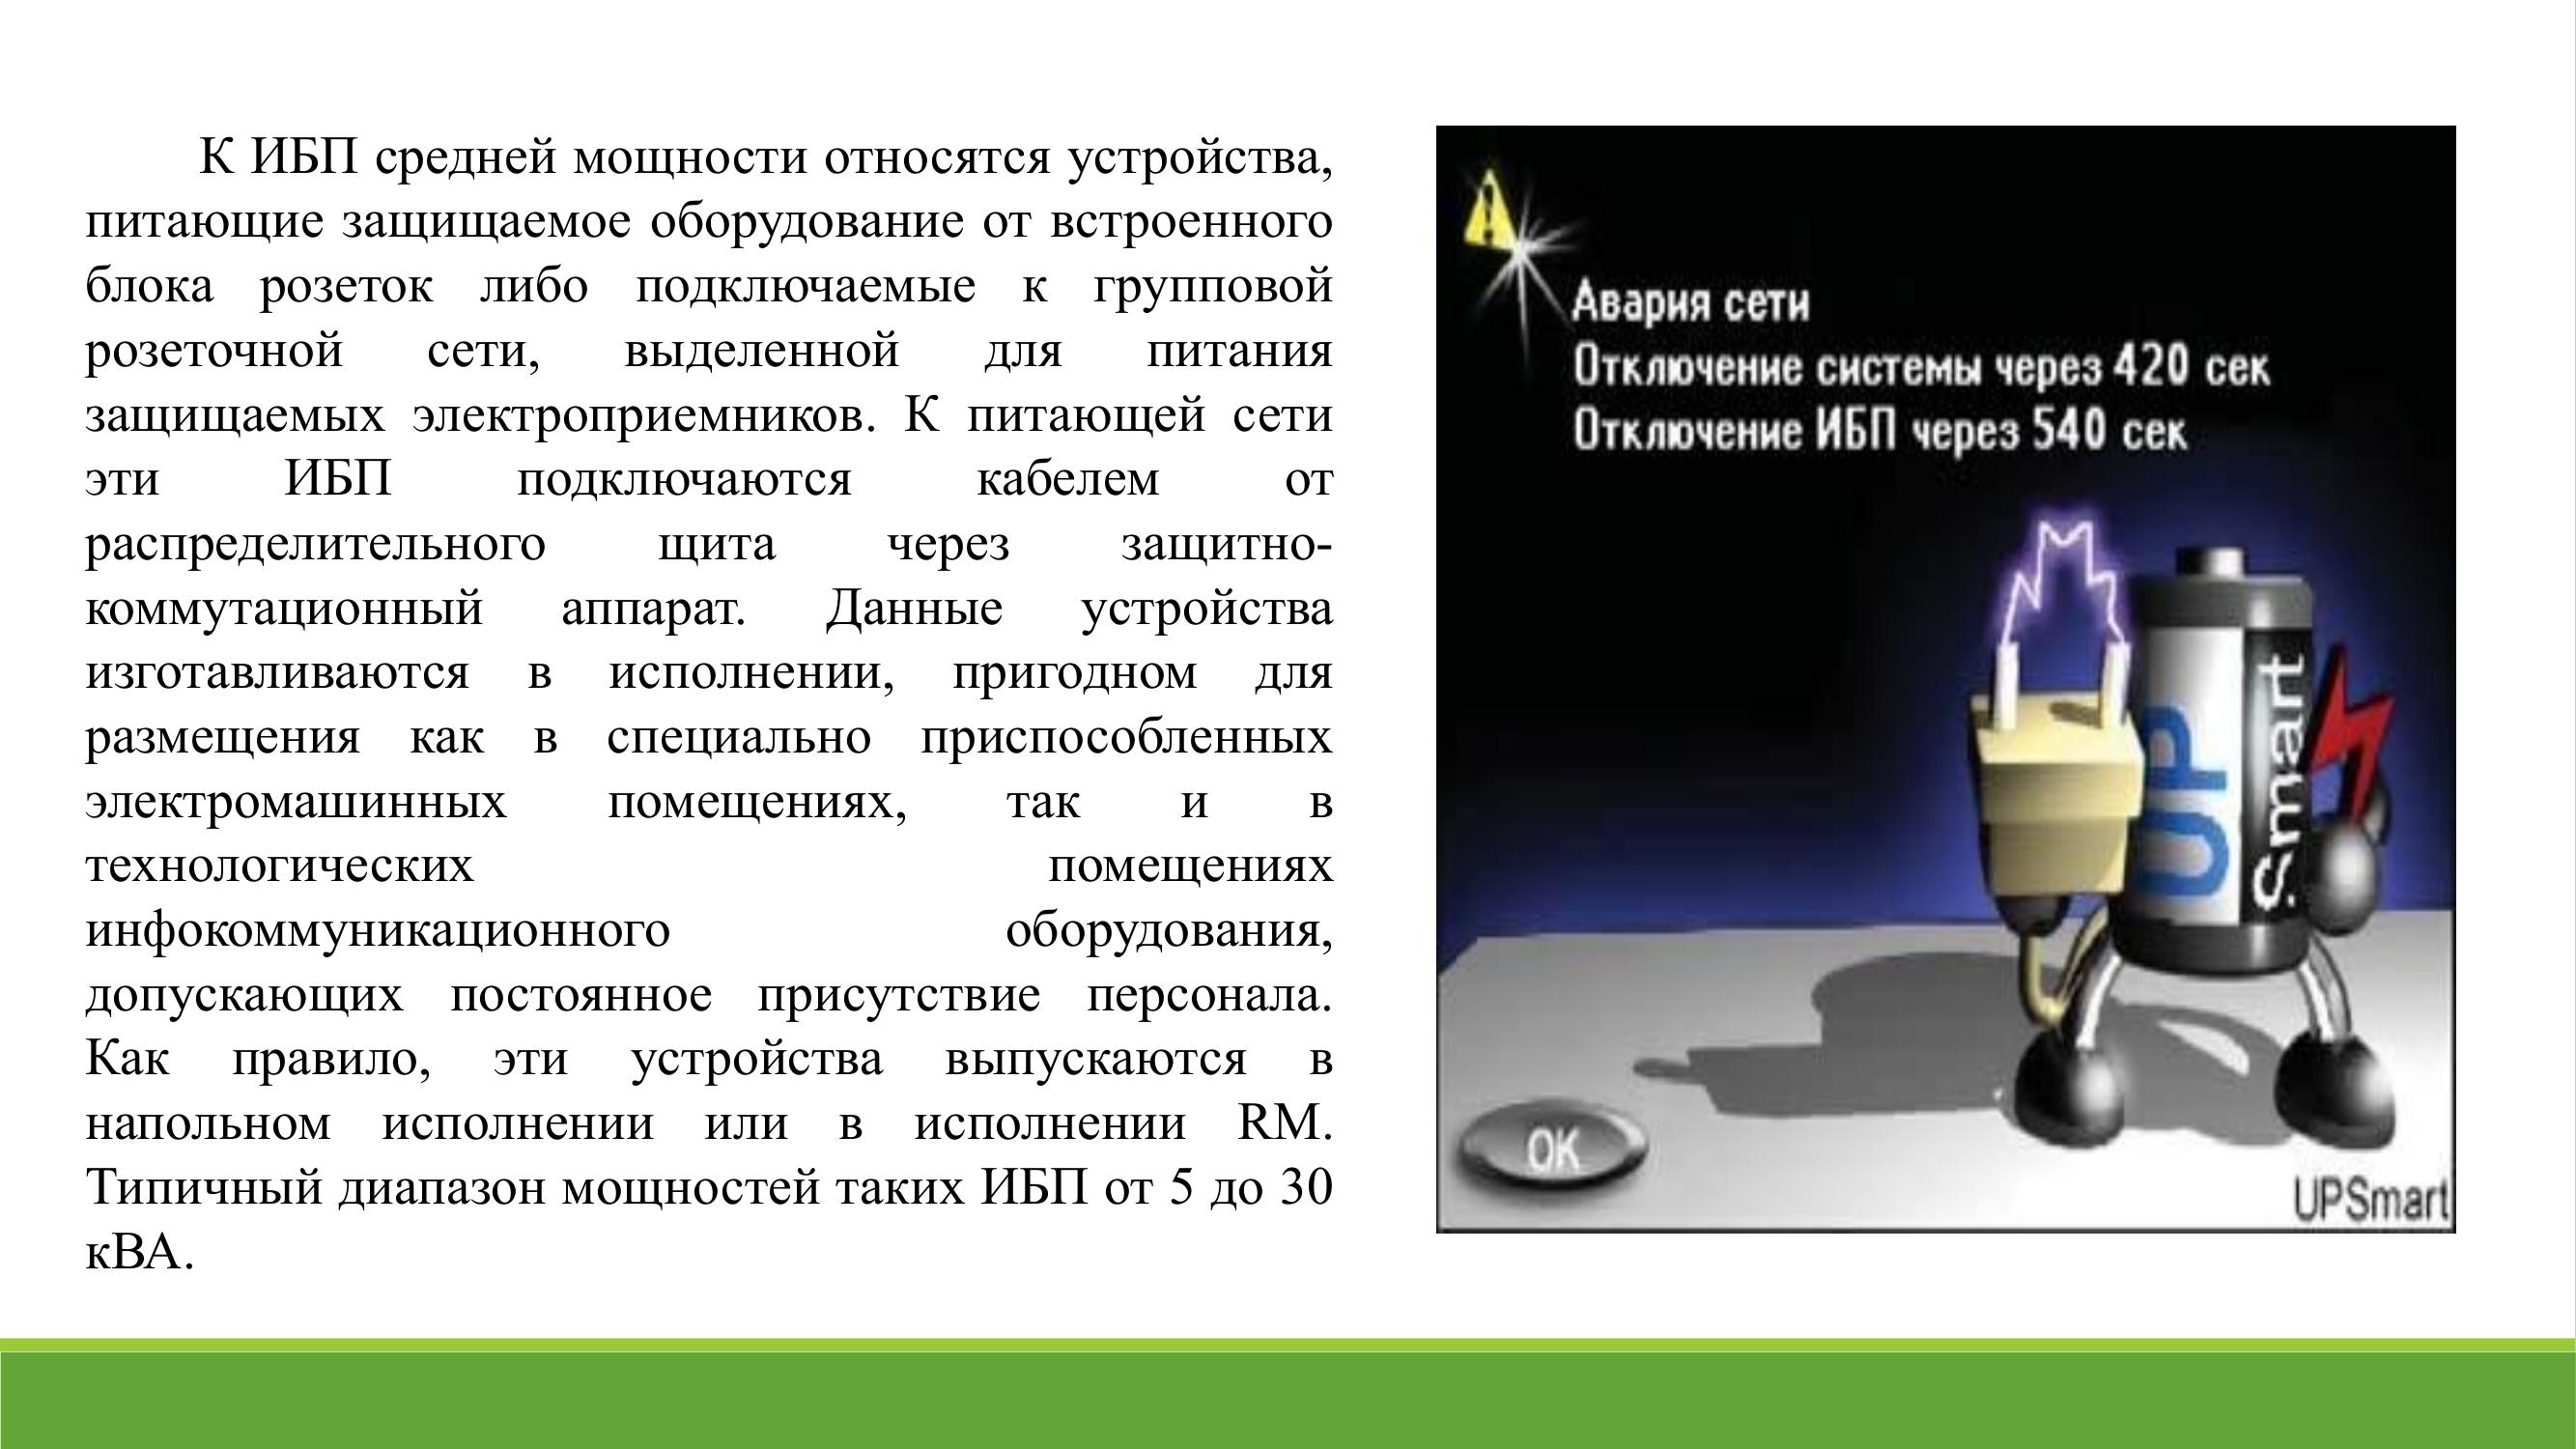 К ИБП средней мощности относятся устройства,
питающие защищаемое оборудование от встроенного
блока розеток либо подключаемые к групповой
розеточной сети, выделенной для питания
защищаемых электроприемников. К питающей сети
эти ИБП подключаются кабелем от
распределительного щита через защитно-
коммутационный аппарат. Данные устройства
изготавливаются в исполнении, пригодном для
размещения как в специально приспособленных
электромашинных помещениях, так и в
технологических помещениях
инфокоммуникационного оборудования,
допускающих постоянное присутствие персонала.
Как правило, эти устройства выпускаются в
напольном исполнении или в исполнении RM.
Типичный диапазон мощностей таких ИБП от 5 до 30
кВА.
Авария сети
Отключение системы через 420 сек
Отключение ИБП через 540 сек
UP
Smart
OK
UPSmart